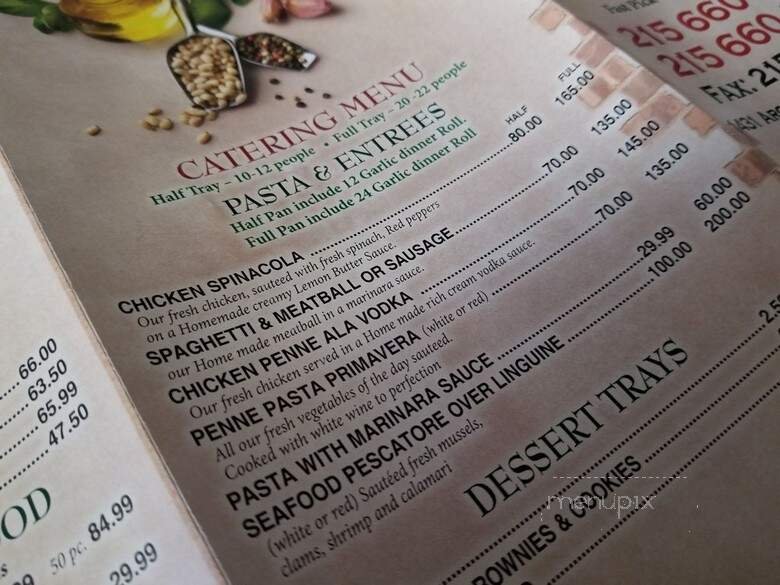 CATERING MENU
Half Tray ~ 10-12 people • Full Tray ~ 20 -22 people
PASTA & ENTREES
Half Pan include 12 Garlic dinner Roll.
Full Pan include 24 Garlic dinner Roll
HALF FULL
CHICKEN SPINACOLA 80.00 165.00
Our fresh chicken, sauteed with fresh spinach, Red peppers
on a Homemade creamy Lemon Butter Sauce.
SPAGHETTI & MEATBALL OR SAUSAGE 70.00 135.00
our Home made meatball in a marinara sauce.
CHICKEN PENNE ALA VODKA 70.00 145.00
Our fresh chicken served in a Home made rich cream vodka sauce.
PENNE PASTA PRIMAVERA (white or red) 70.00 135.00
All our fresh vegetables of the day sauteed.
Cooked with white wine to perfection
PASTA WITH MARINARA SAUCE 29.99 60.00
SEAFOOD PESCATORE OVER LINGUINE 100.00 200.00
(white or red) Sautéed fresh mussels,
clams, shrimp and calamari
DESSERT TRAYS
ROWNIES & COOKIES
menupix
66.00
63.50
65.99
47.50
OOD
50 pc. 84.99
29.99
215 660
215 660
FAX: 215